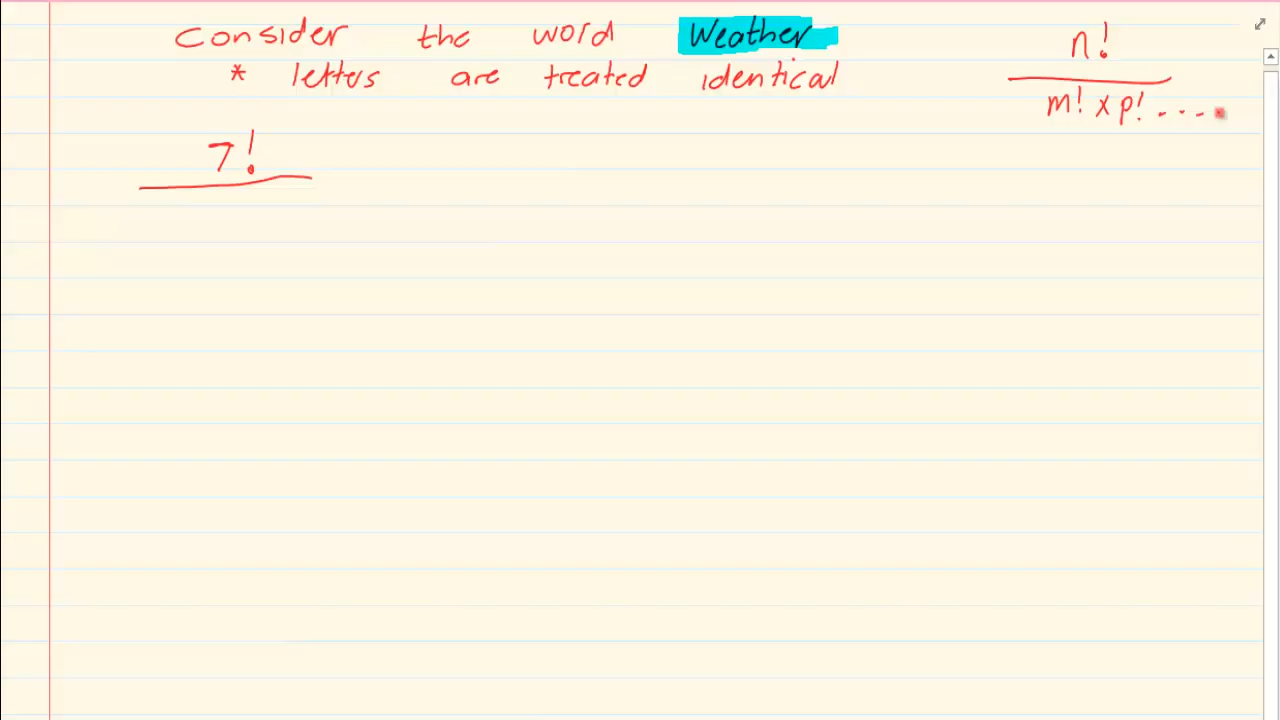 Consider the word Weather
* letters are treated identical
n!
m! x p! ....
7!